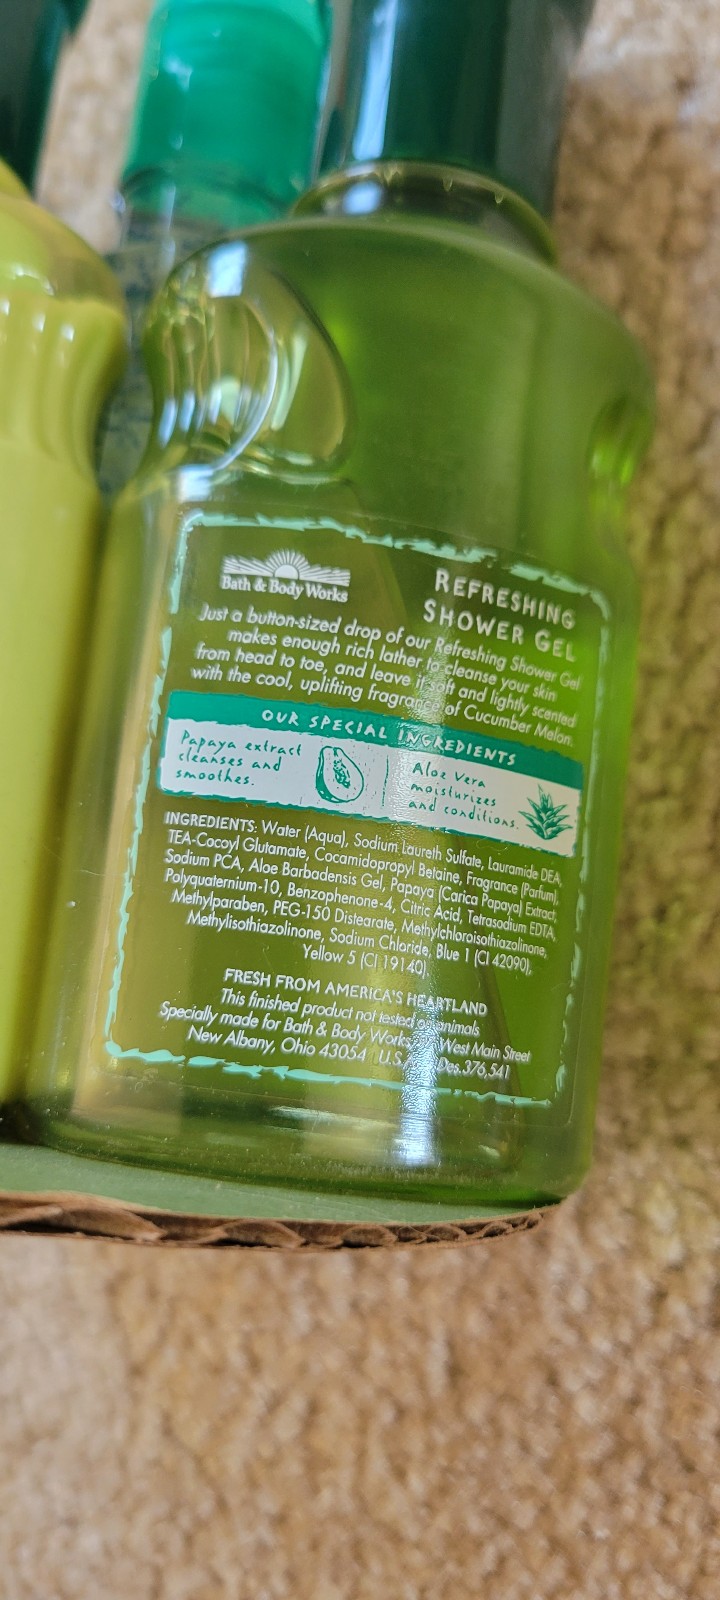 Bath & Body Works
REFRESHING
SHOWER GEL
Just a button-sized drop of our Refreshing Shower Gel
makes enough rich lather to cleanse your skin
from head to toe, and leave it soft and lightly scented
with the cool, uplifting fragrance of Cucumber Melon.
OUR SPECIAL INGREDIENTS
Papaya extract
cleanses and
smoothes.
Aloe Vera
moisturizes
and conditions.
INGREDIENTS: Water (Aqua), Sodium Laureth Sulfate, Lauramide DEA,
TEA-Cocoyl Glutamate, Cocamidopropyl Betaine, Fragrance (Parfum),
Sodium PCA, Aloe Barbadensis Gel, Papaya (Carica Papaya) Extract,
Polyquaternium-10, Benzophenone-4, Citric Acid, Tetrasodium EDTA,
Methylparaben, PEG-150 Distearate, Methylchloroisothiazolinone,
Methylisothiazolinone, Sodium Chloride, Blue 1 (CI 42090),
Yellow 5 (CI 19140).
FRESH FROM AMERICA'S HEARTLAND
This finished product not tested on animals
Specially made for Bath & Body Works West Main Street
New Albany, Ohio 43054 U.S. Des.376,541